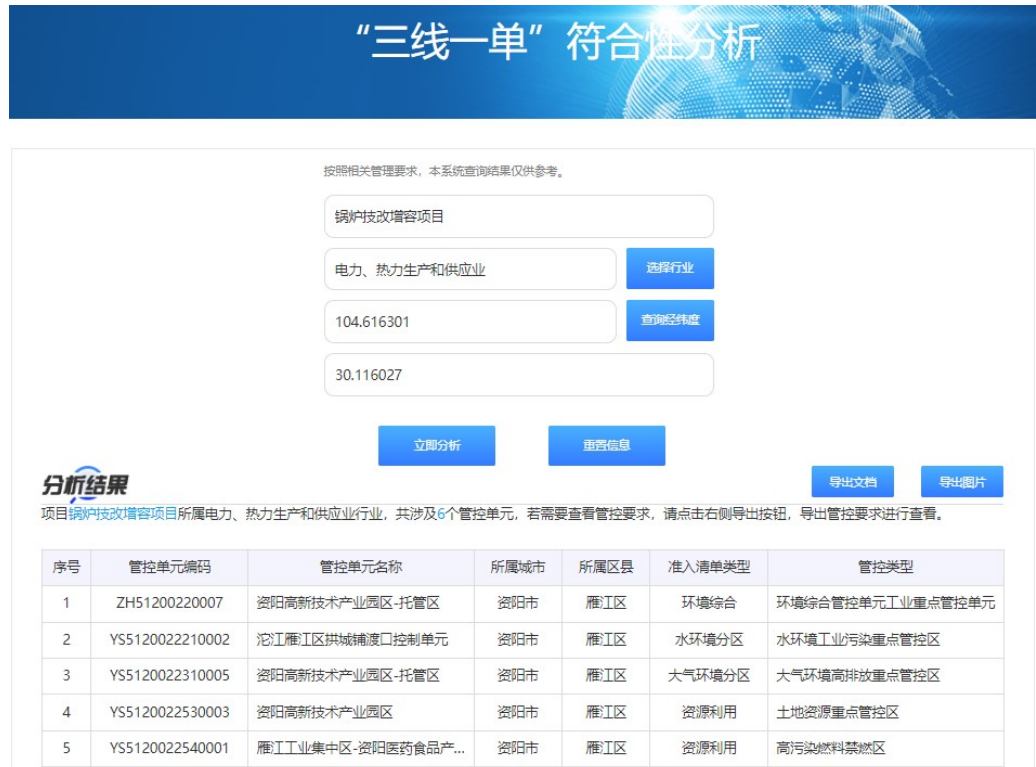 “三线一单”符合性分析
按照相关管理要求，本系统查询结果仅供参考。
锅炉技改增容项目
电力、热力生产和供应业 选择行业
104.616301 查询经纬度
30.116027
立即分析 重置信息
分析结果 导出文档 导出图片
项目锅炉技改增容项目所属电力、热力生产和供应业行业，共涉及6个管控单元，若需要查看管控要求，请点击右侧导出按钮，导出管控要求进行查看。
序号 管控单元编码 管控单元名称 所属城市 所属区县 准入清单类型 管控类型
1 ZH51200220007 资阳高新技术产业园区-托管区 资阳市 雁江区 环境综合 环境综合管控单元工业重点管控单元
2 YS5120022210002 沱江雁江区拱城铺渡口控制单元 资阳市 雁江区 水环境分区 水环境工业污染重点管控区
3 YS5120022310005 资阳高新技术产业园区-托管区 资阳市 雁江区 大气环境分区 大气环境高排放重点管控区
4 YS5120022530003 资阳高新技术产业园区 资阳市 雁江区 资源利用 土地资源重点管控区
5 YS5120022540001 雁江工业集中区-资阳医药食品产... 资阳市 雁江区 资源利用 高污染燃料禁燃区